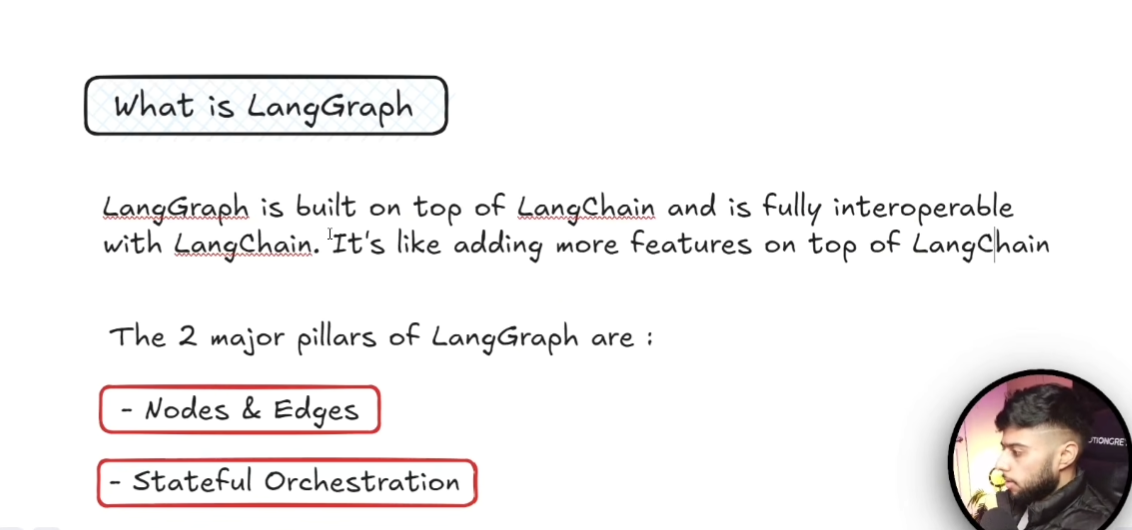 What is LangGraph
LangGraph is built on top of LangChain and is fully interoperable
with LangChain. It's like adding more features on top of LangChain
The 2 major pillars of LangGraph are :
- Nodes & Edges
- Stateful Orchestration